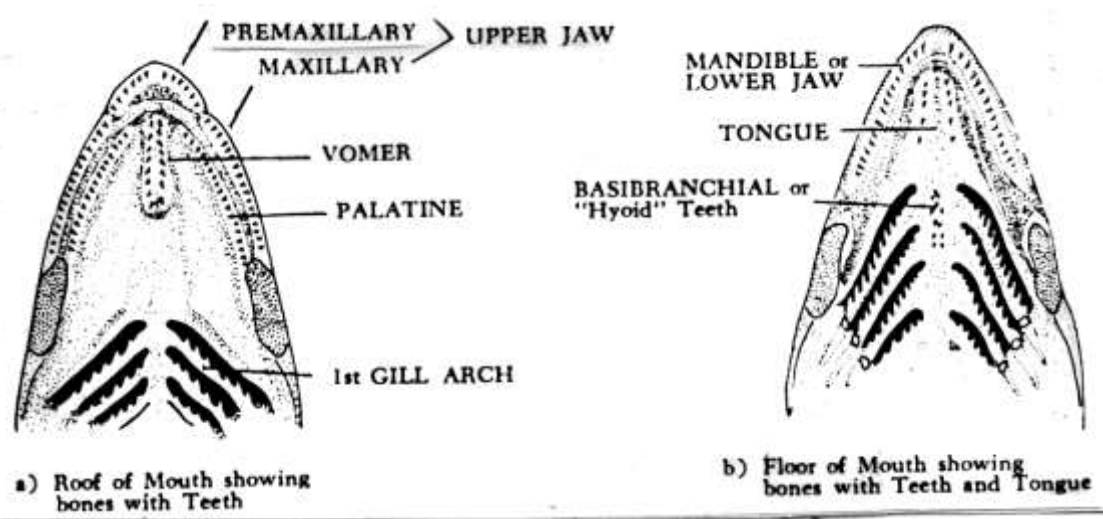 PREMAXILLARY
MAXILLARY
UPPER JAW
VOMER
PALATINE
1st GILL ARCH
a) Roof of Mouth showing
bones with Teeth
MANDIBLE or
LOWER JAW
TONGUE
BASIBRANCHIAL or
"Hyoid" Teeth
b) Floor of Mouth showing
bones with Teeth and Tongue